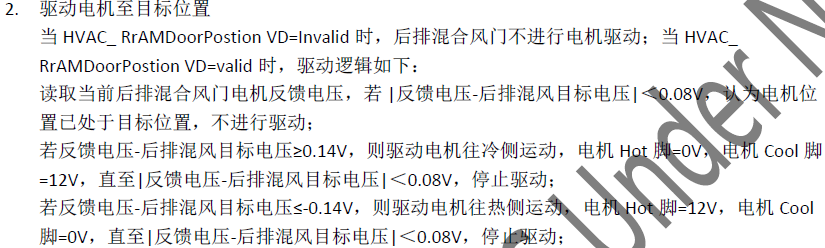 2. 驱动电机至目标位置
当 HVAC_ RrAMDoorPostion VD=Invalid 时，后排混合风门不进行电机驱动；当 HVAC_
RrAMDoorPostion VD=valid 时，驱动逻辑如下：
读取当前后排混合风门电机反馈电压，若 |反馈电压-后排混风目标电压|＜0.08V，认为电机位
置已处于目标位置，不进行驱动；
若反馈电压-后排混风目标电压≥0.14V，则驱动电机往冷侧运动，电机 Hot 脚=0V，电机 Cool 脚
=12V，直至|反馈电压-后排混风目标电压|＜0.08V，停止驱动；
若反馈电压-后排混风目标电压≤-0.14V，则驱动电机往热侧运动，电机 Hot 脚=12V，电机 Cool
脚=0V，直至|反馈电压-后排混风目标电压|＜0.08V，停止驱动；
Under N